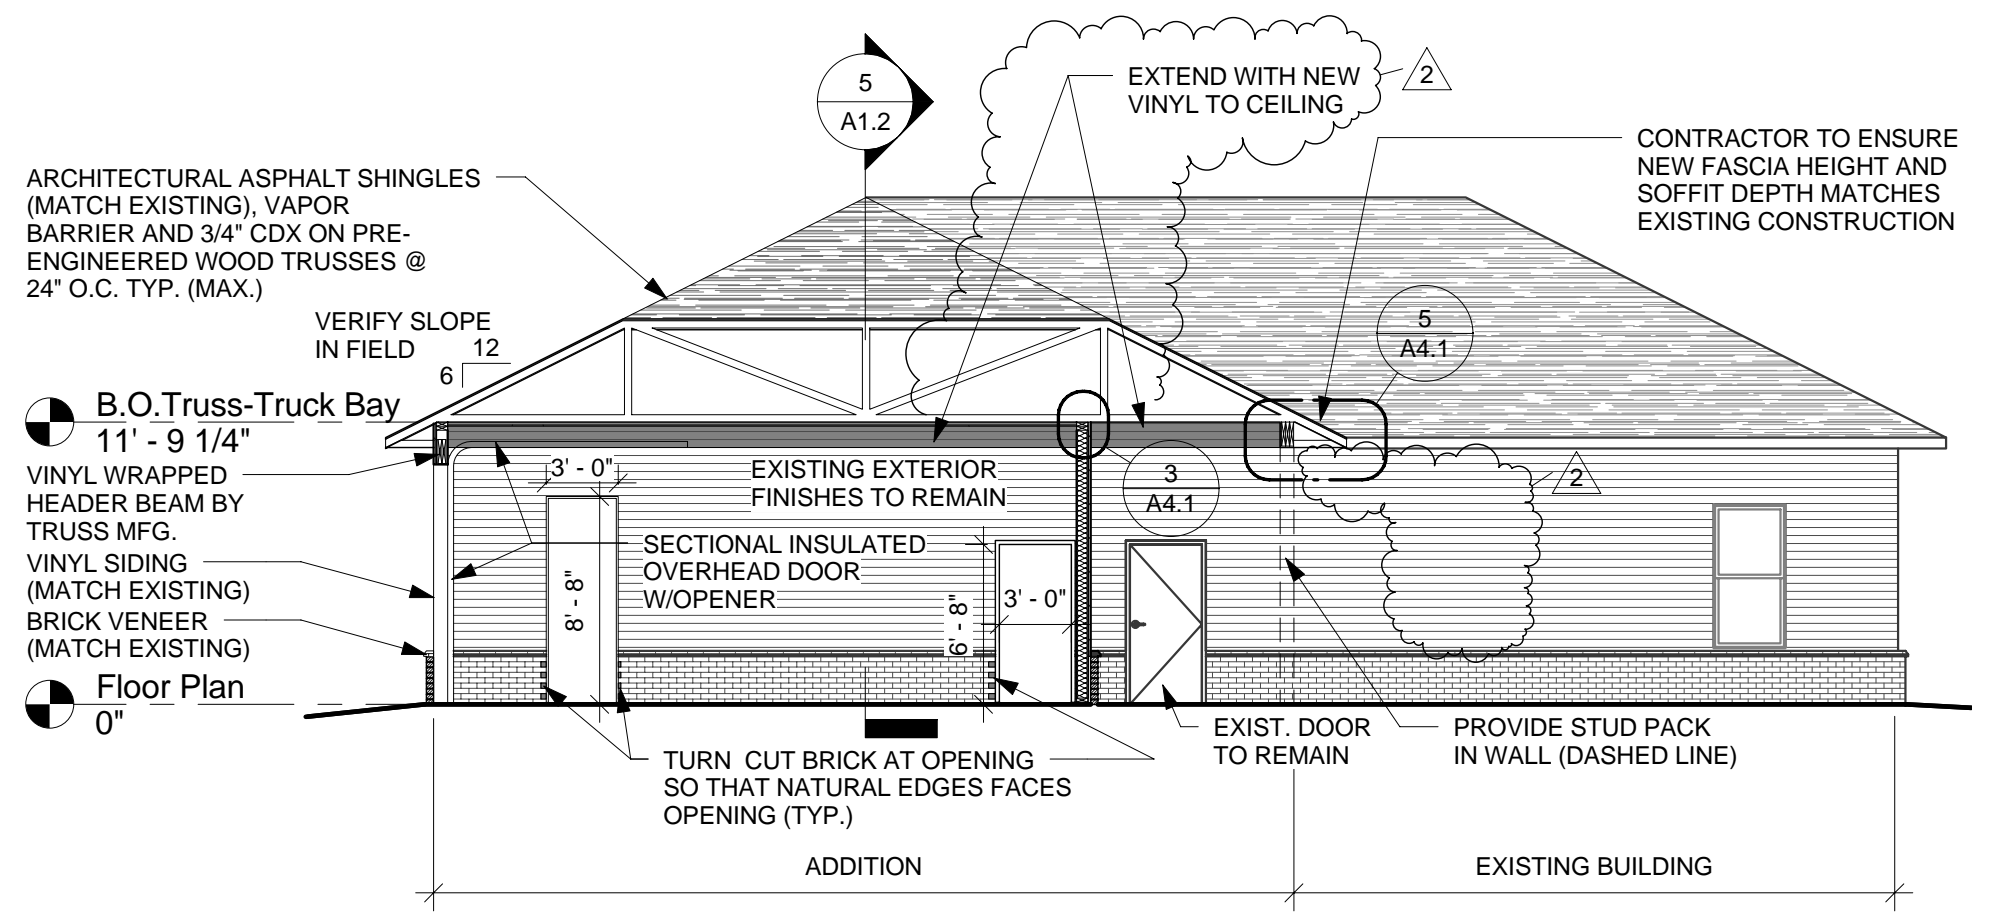 5
A1.2
EXTEND WITH NEW
VINYL TO CEILING
2
CONTRACTOR TO ENSURE
NEW FASCIA HEIGHT AND
SOFFIT DEPTH MATCHES
EXISTING CONSTRUCTION
ARCHITECTURAL ASPHALT SHINGLES
(MATCH EXISTING), VAPOR
BARRIER AND 3/4" CDX ON PRE-
ENGINEERED WOOD TRUSSES @
24" O.C. TYP. (MAX.)
VERIFY SLOPE
IN FIELD
12
6
5
A4.1
B.O.Truss-Truck Bay
11' - 9 1/4"
VINYL WRAPPED
HEADER BEAM BY
TRUSS MFG.
3' - 0"
EXISTING EXTERIOR
FINISHES TO REMAIN
3
A4.1
2
SECTIONAL INSULATED
OVERHEAD DOOR
W/OPENER
8' - 8"
6' - 8"
3' - 0"
VINYL SIDING
(MATCH EXISTING)
BRICK VENEER
(MATCH EXISTING)
Floor Plan
0"
TURN  CUT BRICK AT OPENING
SO THAT NATURAL EDGES FACES
OPENING (TYP.)
EXIST. DOOR
TO REMAIN
PROVIDE STUD PACK
IN WALL (DASHED LINE)
ADDITION
EXISTING BUILDING